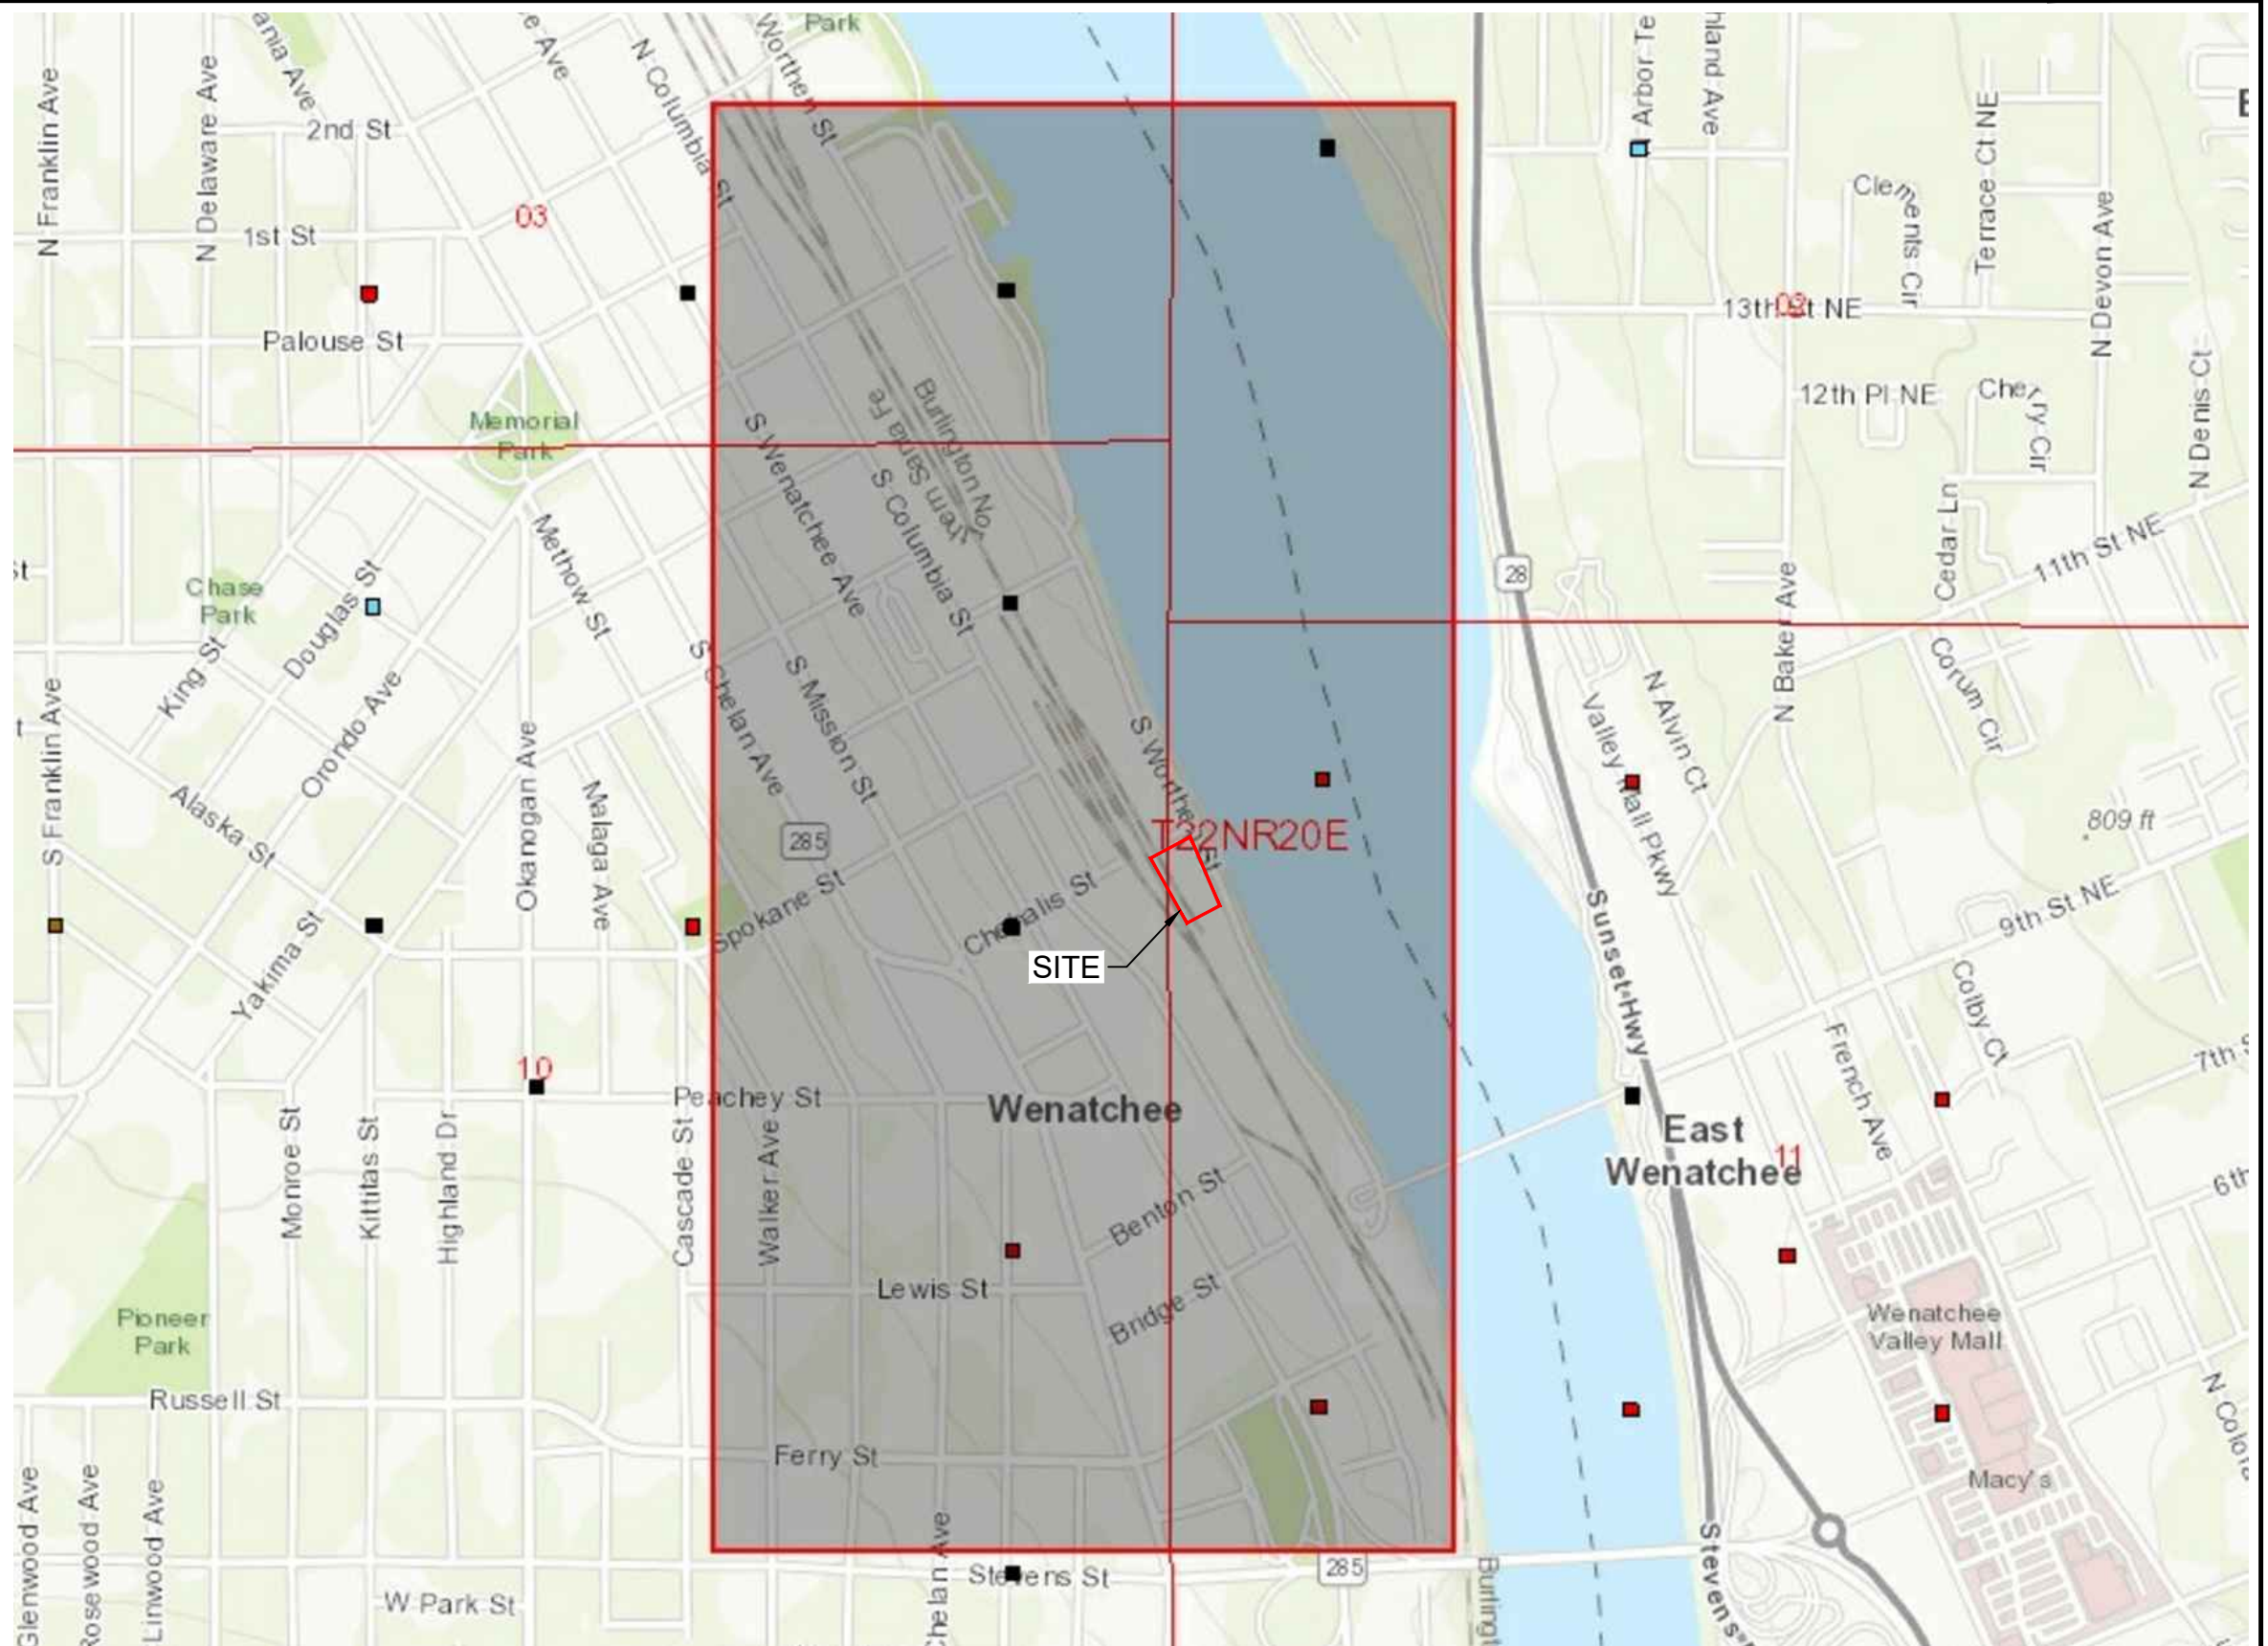 Park
N Franklin Ave
N Delaware Ave
N Columbia St
Worthen St
Arbor Te
2nd St
1st St
03
Palouse St
Memorial
Park
Terrace Ct NE
Clements Cir
N Devon Ave
N Denis Ct
13th St NE
12th Pl NE
Cherry Cir
Cedar Ln
11th St NE
Burlington No
thern Santa Fe
S Wenatchee Ave
S Columbia St
Methow St
Chase
Park
Douglas St
King St
Orondo Ave
28
N Baker Ave
Corum Cir
N Alvin Ct
Valley Mall Pkwy
S Chelan Ave
S Mission St
S Worthen St
T22NR20E
809 ft
S Franklin Ave
Alaska St
Okanogan Ave
Malaga Ave
285
Spokane St
Chehalis St
SITE
Yakima St
Sunset Hwy
9th St NE
Colby Ct
French Ave
7th S
10
Peachey St
Wenatchee
East
Wenatchee
11
6th
Monroe St
Kittitas St
Highland Dr
Cascade St
Walker Ave
Benton St
Lewis St
Bridge St
Pioneer
Park
Wenatchee
Valley Mall
Russell St
Ferry St
Macy's
N Colo
Glenwood Ave
Rosewood Ave
Linwood Ave
W Park St
Chelan Ave
Stevens St
285
Burlingt
Stevens